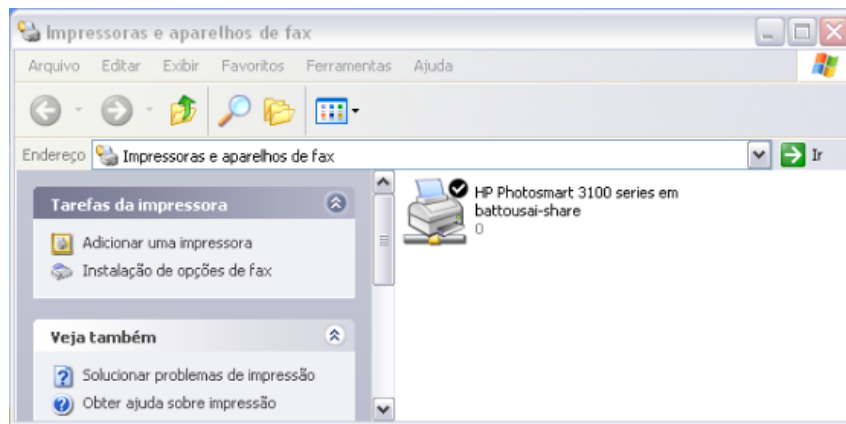 Impressoras e aparelhos de fax
Arquivo Editar Exibir Favoritos Ferramentas Ajuda
Endereço Impressoras e aparelhos de fax Ir
Tarefas da impressora
Adicionar uma impressora
Instalação de opções de fax
Veja também
Solucionar problemas de impressão
Obter ajuda sobre impressão
HP Photosmart 3100 series em
battousai-share
0